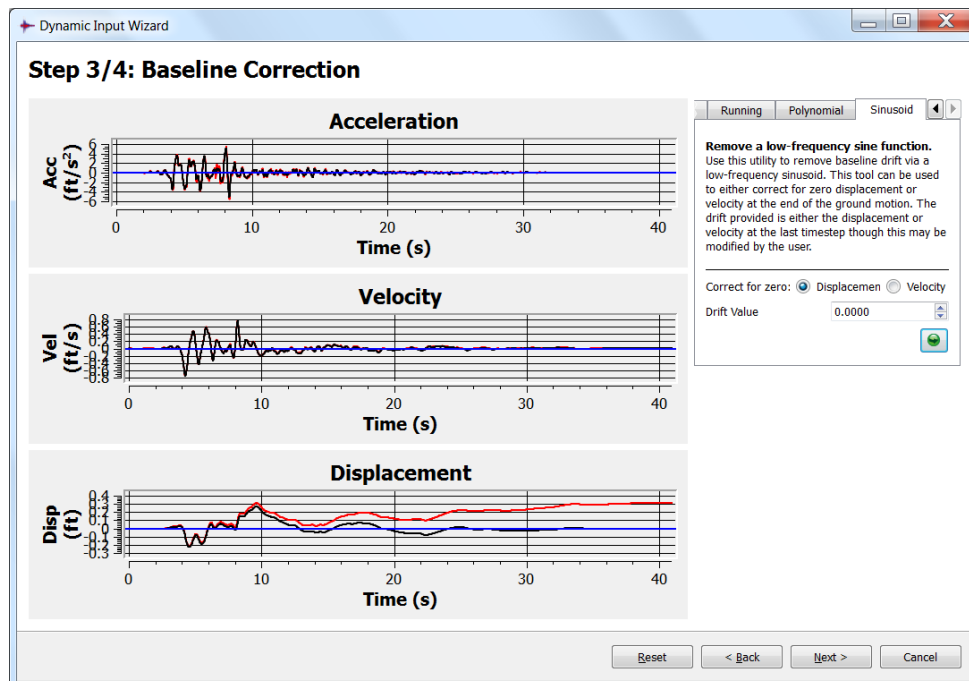 Dynamic Input Wizard
Step 3/4: Baseline Correction
Acceleration
Acc
(ft/s²)
6
4
2
0
-2
-4
-6
0 10 20 30 40
Time (s)
Velocity
Vel
(ft/s)
0.8
0.6
0.4
0.2
0
-0.2
-0.4
-0.6
-0.8
0 10 20 30 40
Time (s)
Displacement
Disp
(ft)
0.4
0.3
0.2
0.1
0
-0.1
-0.2
-0.3
0 10 20 30 40
Time (s)
Running Polynomial Sinusoid
Remove a low-frequency sine function.
Use this utility to remove baseline drift via a
low-frequency sinusoid. This tool can be used
to either correct for zero displacement or
velocity at the end of the ground motion. The
drift provided is either the displacement or
velocity at the last timestep though this may be
modified by the user.
Correct for zero: Displacemen Velocity
Drift Value 0.0000
Reset < Back Next > Cancel